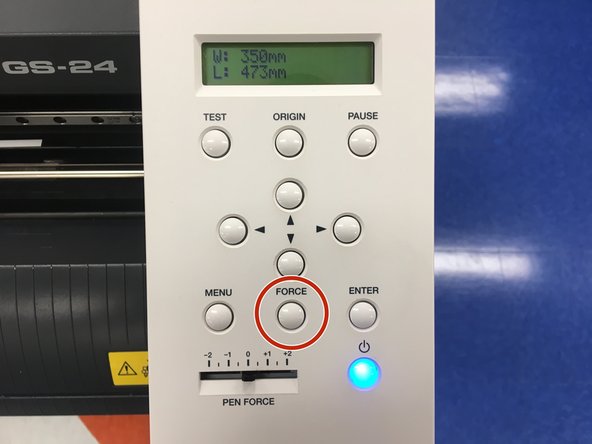 GS-24
W: 350mm
L: 473mm
TEST ORIGIN PAUSE
MENU FORCE ENTER
-2 -1 0 +1 +2
PEN FORCE